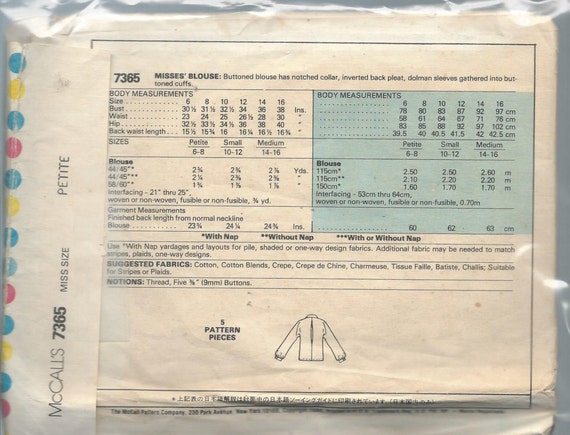 7365 MISSES' BLOUSE: Buttoned blouse has notched collar, inverted back pleat, dolman sleeves gathered into but-
toned cuffs.
BODY MEASUREMENTS
Size 6 8 10 12 14 16
Bust 30½ 31½ 32½ 34 36 38 Ins.
Waist 23 24 25 26½ 28 30 "
Hip 32½ 33½ 34½ 36 38 40 "
Back waist length 15½ 15¾ 16 16¼ 16½ 16¾ "
BODY MEASUREMENTS
6 8 10 12 14 16
78 80 83 87 92 97 cm
58 61 64 67 71 76 cm
83 85 88 92 97 102 cm
39.5 40 40.5 41.5 42 42.5 cm
SIZES Petite Small Medium
6-8 10-12 14-16
Blouse
44/45"* 2¾ 2¾ 2⅞ Yds.
44/45"** 2¼ 2⅜ 2⅜ "
58/60"* 1¾ 1⅞ 1⅞ "
Interfacing - 21" thru 25",
woven or non-woven, fusible or non-fusible, ¾ yd.
Petite Small Medium
6-8 10-12 14-16
Blouse
115cm* 2.50 2.50 2.60 m
115cm** 2.10 2.20 2.20 m
150cm* 1.60 1.70 1.70 m
Interfacing - 53cm thru 64cm,
woven or non-woven, fusible or non-fusible, 0.70m
Garment Measurements
Finished back length from normal neckline
Blouse 23¾ 24¼ 24¾ Ins. 60 62 63 cm
*With Nap **Without Nap ***With or Without Nap
Use *With Nap yardages and layouts for pile, shaded or one-way design fabrics. Additional fabric may be needed to match
stripes, plaids, one-way designs.
SUGGESTED FABRICS: Cotton, Cotton Blends, Crepe, Crepe de Chine, Charmeuse, Tissue Faille, Batiste, Challis; Suitable
for Stripes or Plaids.
NOTIONS: Thread, Five ⅜" (9mm) Buttons.
5
PATTERN
PIECES
The McCall Pattern Company, 230 Park Avenue, New York
McCALL'S 7365 MISS SIZE PETITE